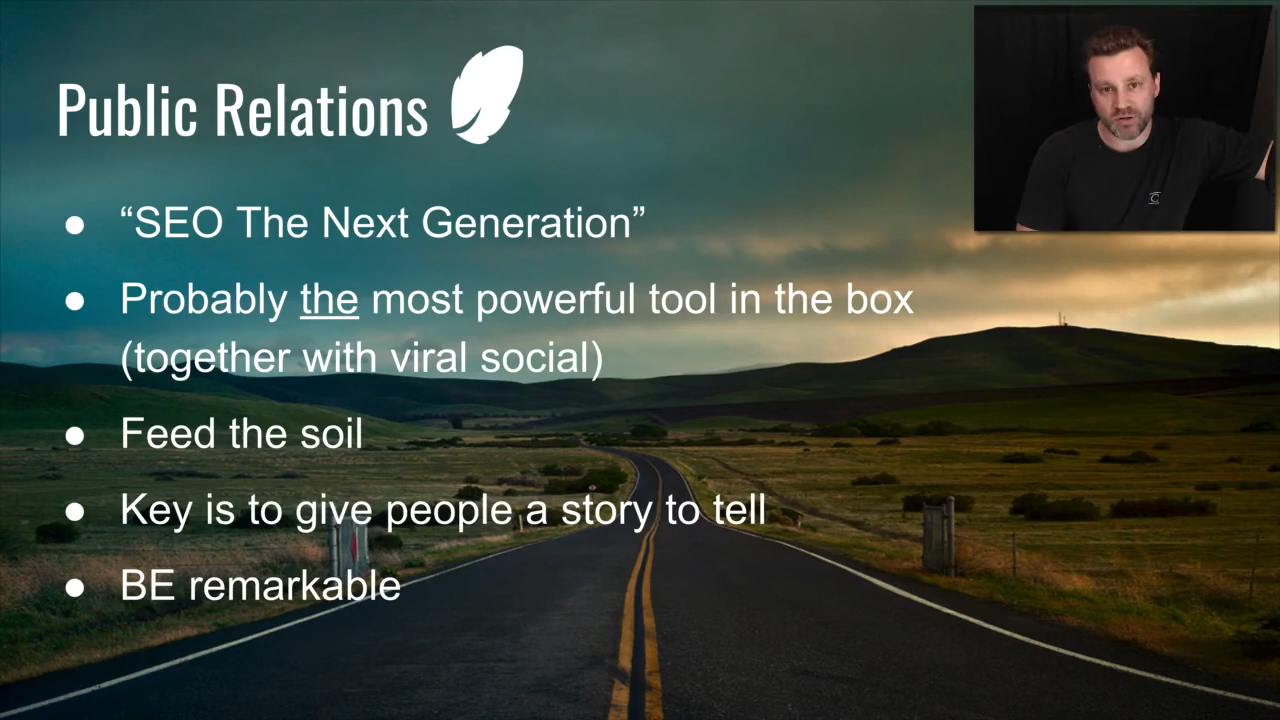 Public Relations
● “SEO The Next Generation”
● Probably the most powerful tool in the box
(together with viral social)
● Feed the soil
● Key is to give people a story to tell
● BE remarkable